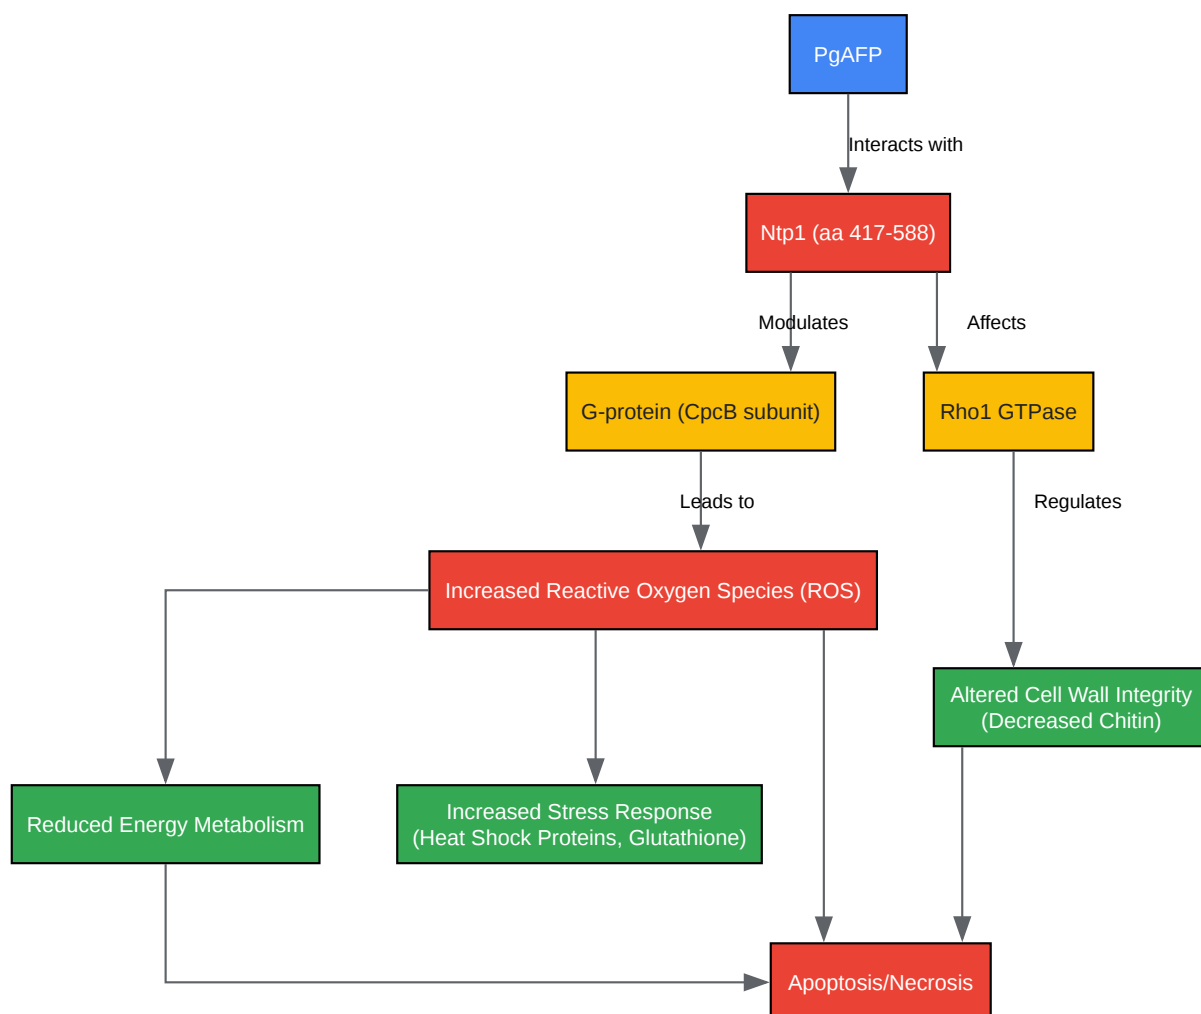 PgAFP
Interacts with
Ntp1 (aa 417-588)
Modulates
Affects
G-protein (CpcB subunit)
Rho1 GTPase
Leads to
Regulates
Increased Reactive Oxygen Species (ROS)
Altered Cell Wall Integrity
(Decreased Chitin)
Reduced Energy Metabolism
Increased Stress Response
(Heat Shock Proteins, Glutathione)
Apoptosis/Necrosis